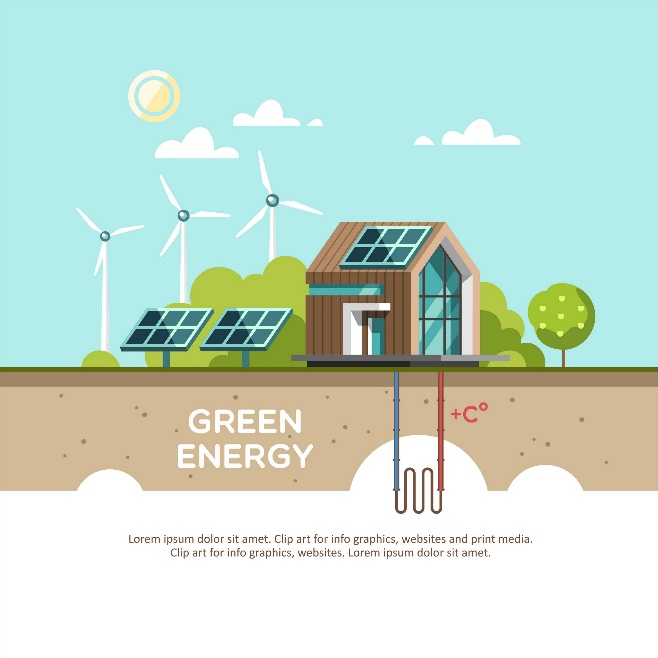 +C°
GREEN
ENERGY
Lorem ipsum dolor sit amet. Clip art for info graphics, websites and print media.
Clip art for info graphics, websites. Lorem ipsum dolor sit amet.